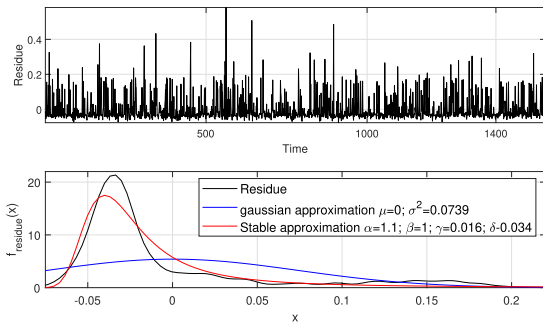 Residue
0.4
0.2
0
500
1000
1400
Time
f_residue(x)
20
10
0
Residue
gaussian approximation μ=0; σ²=0.0739
Stable approximation α=1.1; β=1; γ=0.016; δ-0.034
-0.05
0
0.05
0.1
0.15
0.2
x